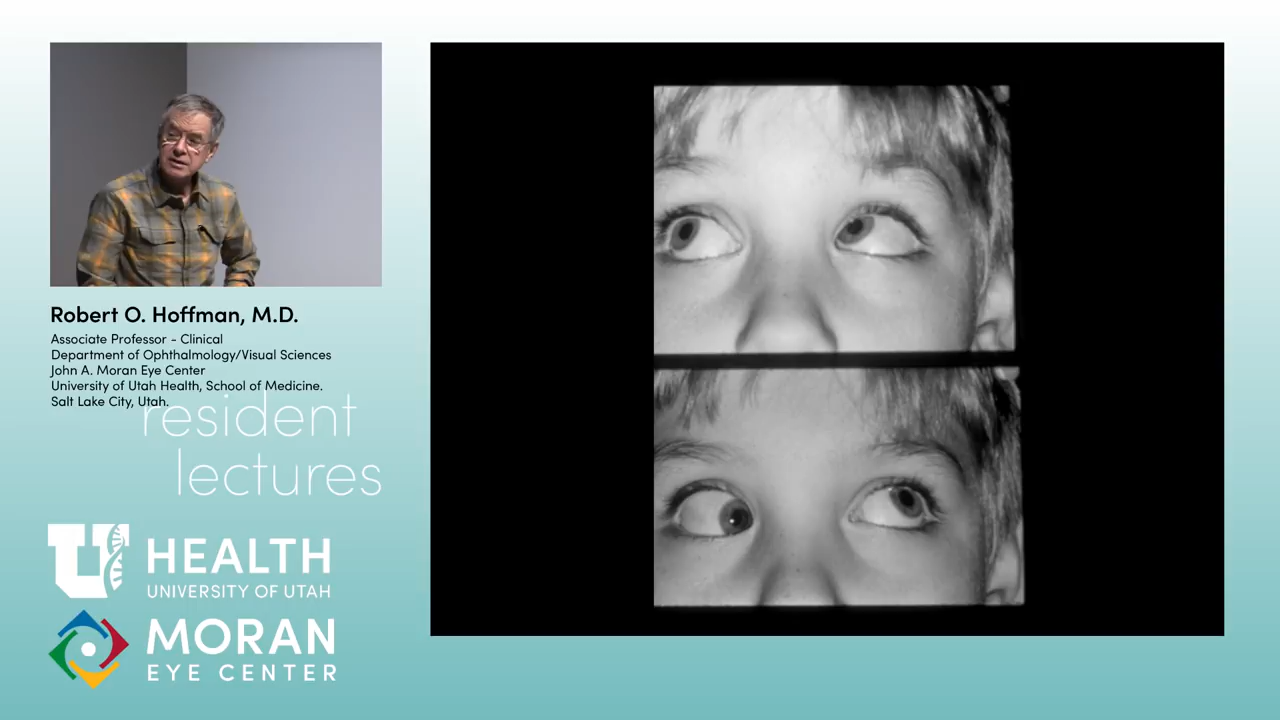 Robert O. Hoffman, M.D.
Associate Professor - Clinical
Department of Ophthalmology/Visual Sciences
John A. Moran Eye Center
University of Utah Health, School of Medicine.
Salt Lake City, Utah.
resident
lectures
U HEALTH
UNIVERSITY OF UTAH
MORAN
EYE CENTER